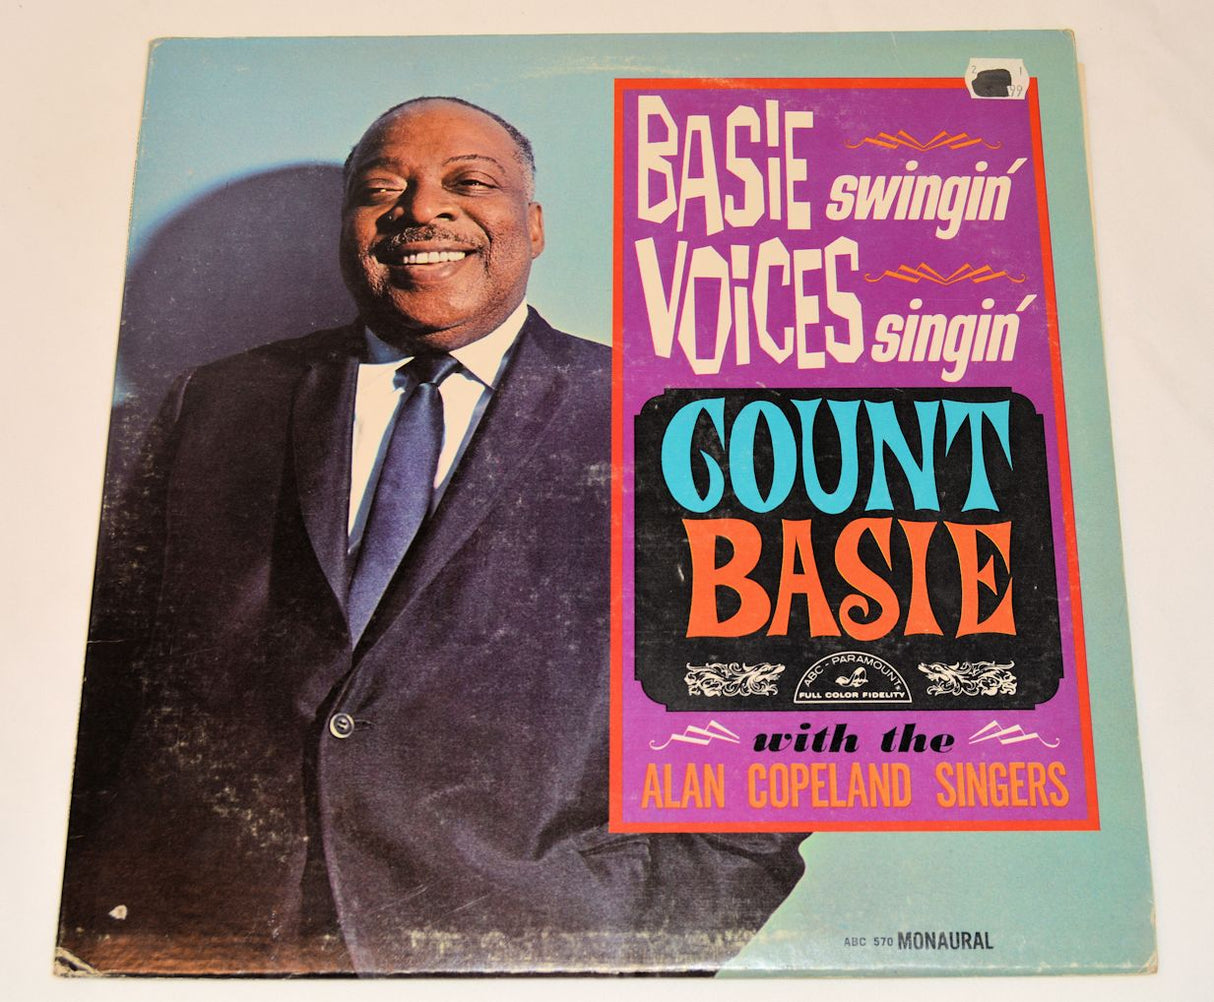 BASiE swingin'
VOiCES singin'
COUNT
BASIE
ABC-PARAMOUNT
FULL COLOR FIDELITY
with the
ALAN COPELAND SINGERS
ABC 570 MONAURAL